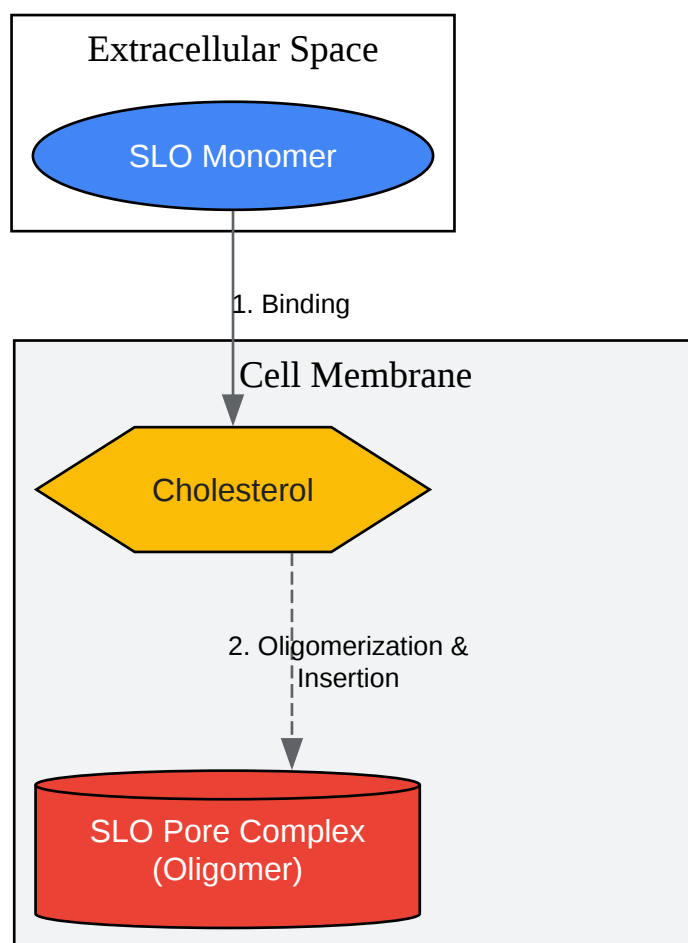 Extracellular Space
SLO Monomer
1. Binding
Cell Membrane
Cholesterol
2. Oligomerization &
Insertion
SLO Pore Complex
(Oligomer)